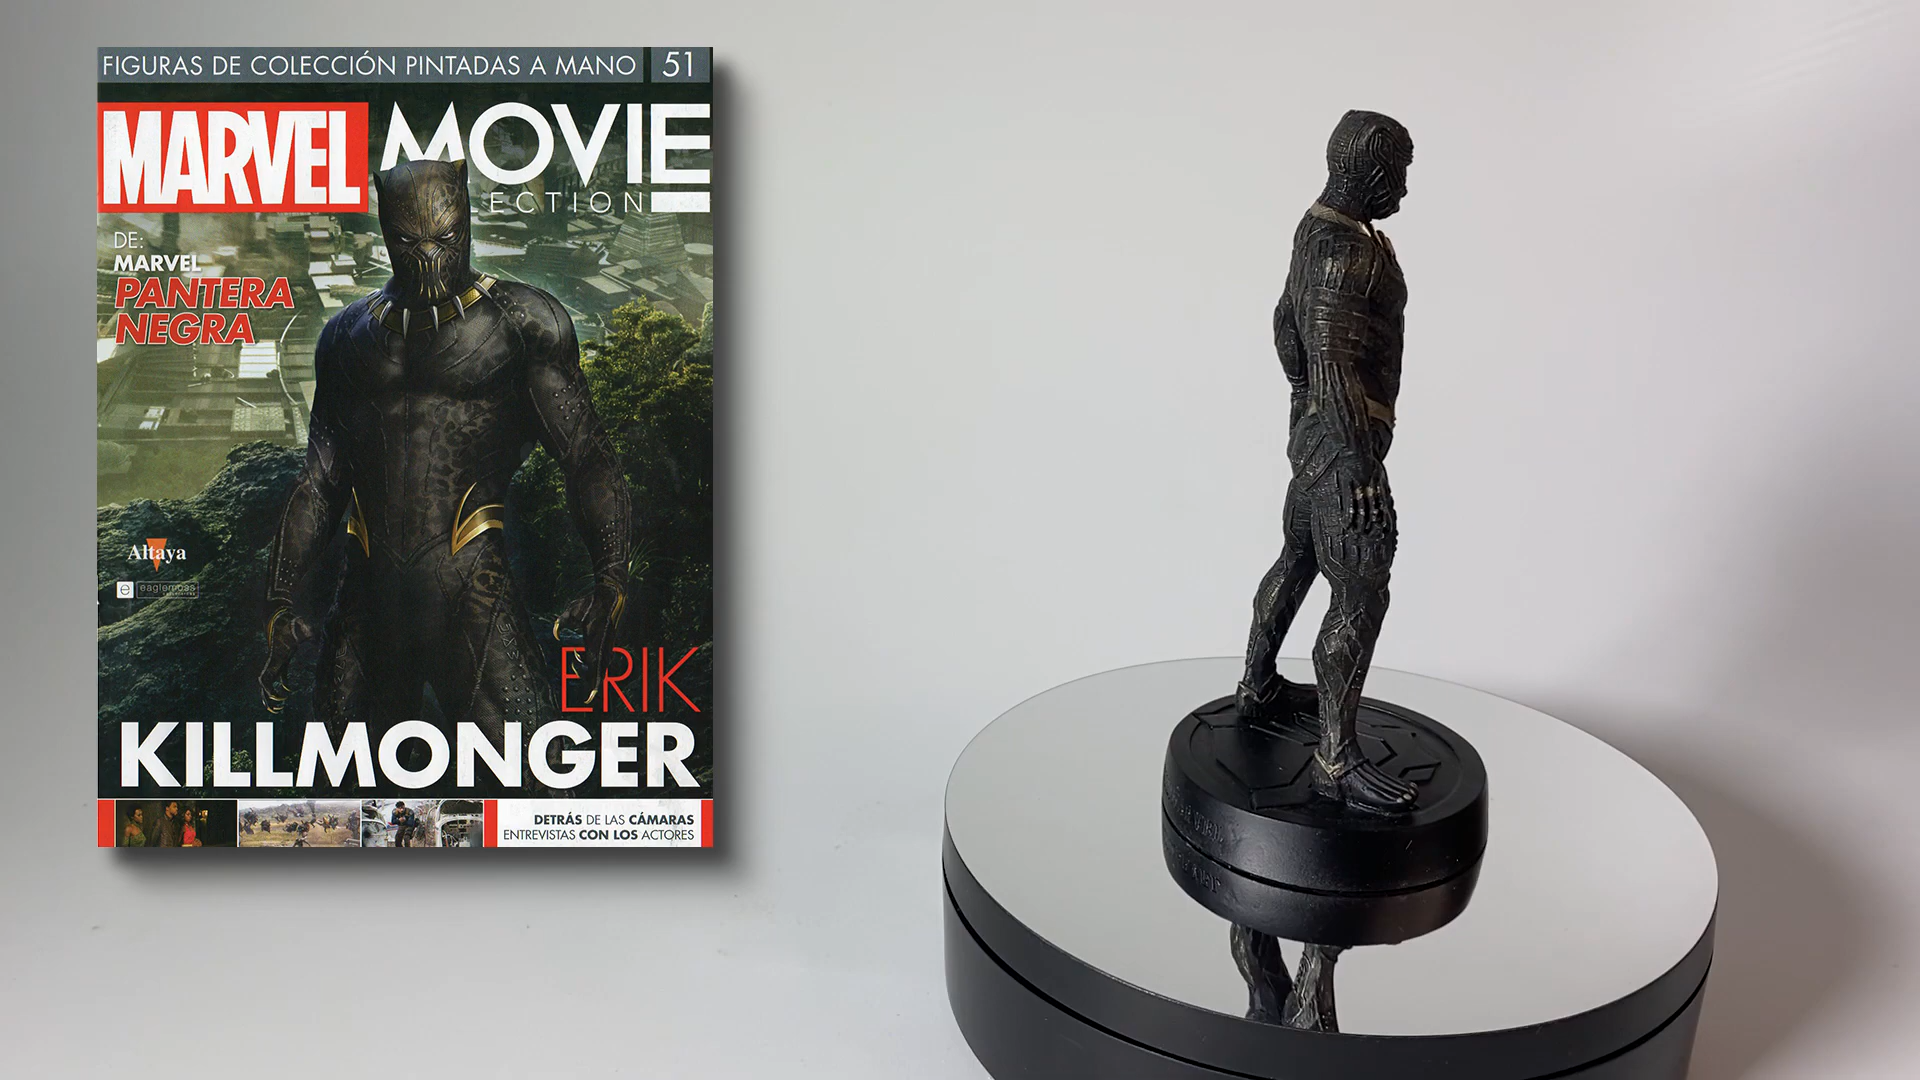 FIGURAS DE COLECCIÓN PINTADAS A MANO 51
MARVEL MOVIE
ECTION
DE:
MARVEL
PANTERA
NEGRA
Altaya
e eaglemoss
ERIK
KILLMONGER
DETRÁS DE LAS CÁMARAS
ENTREVISTAS CON LOS ACTORES